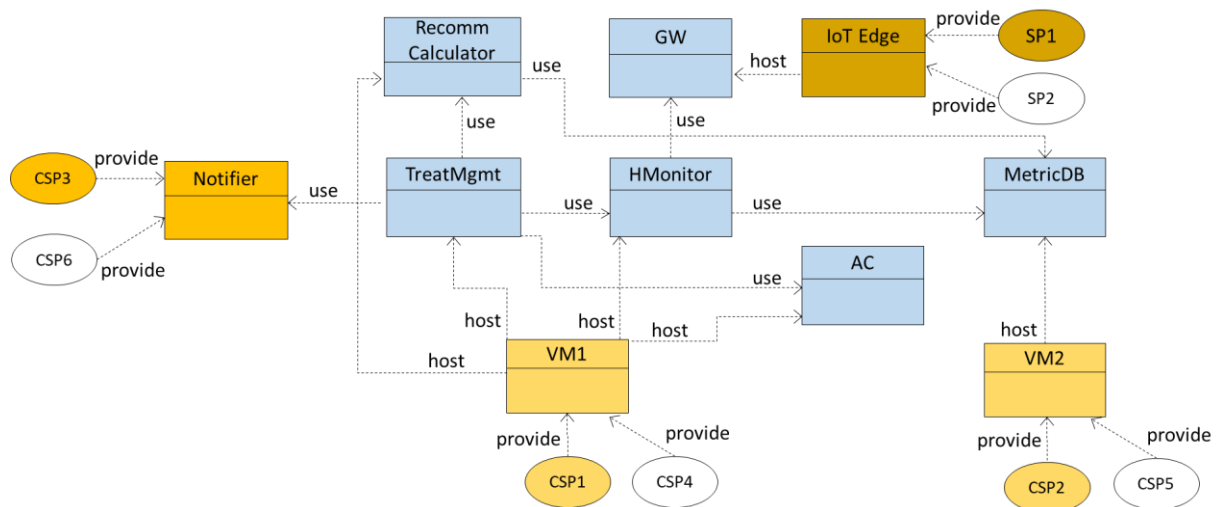 Recomm
Calculator
GW
IoT Edge
provide
SP1
use
host
provide
SP2
use
use
CSP3
provide
Notifier
use
TreatMgmt
use
HMonitor
use
MetricDB
CSP6
provide
AC
use
host
host
host
host
VM1
host
VM2
provide
provide
provide
provide
CSP1
CSP4
CSP2
CSP5